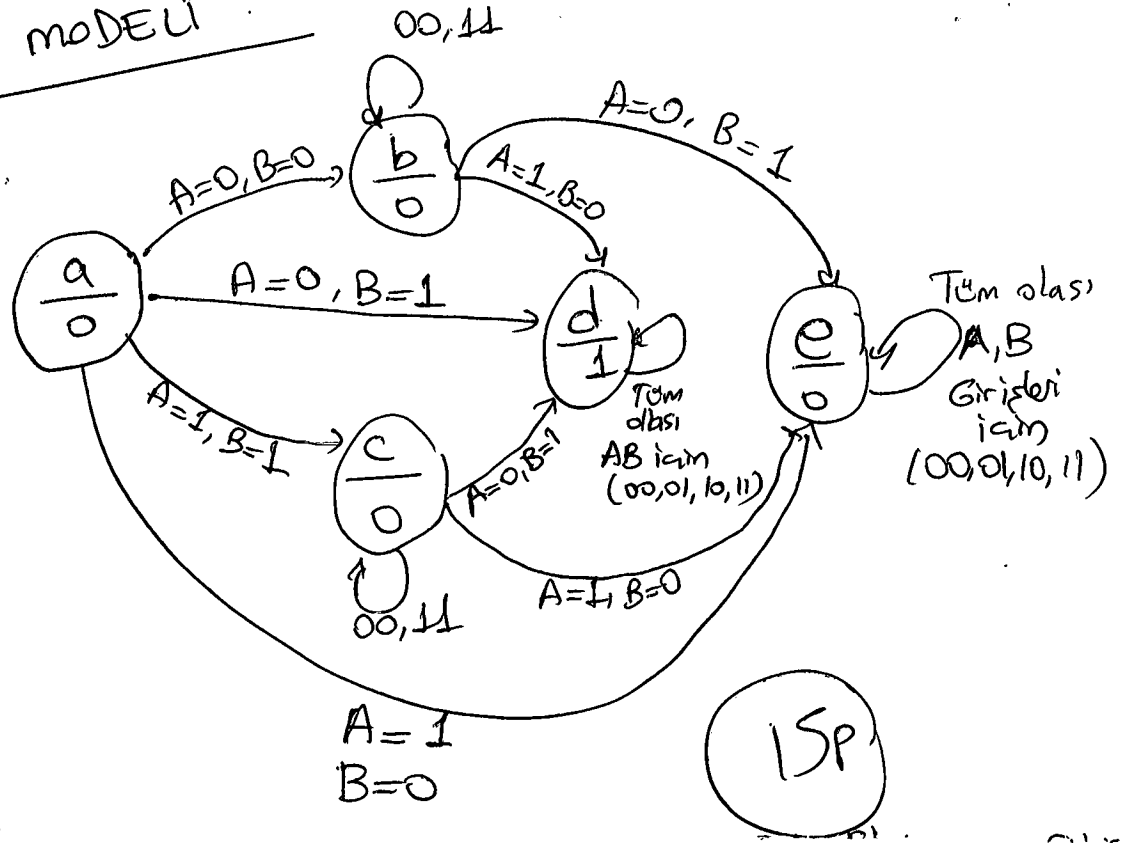 MODELİ
00,11
A=0, B=1
b
0
A=0,B=0
A=1,B=0
a
0
A=0, B=1
d
1
e
0
Tüm olası
A,B
Girişleri
için
(00,01,10,11)
Tüm
olası
AB için
(00,01,10,11)
A=1, B=1
c
0
A=0,B=1
A=1, B=0
00,11
A=1
B=0
15p